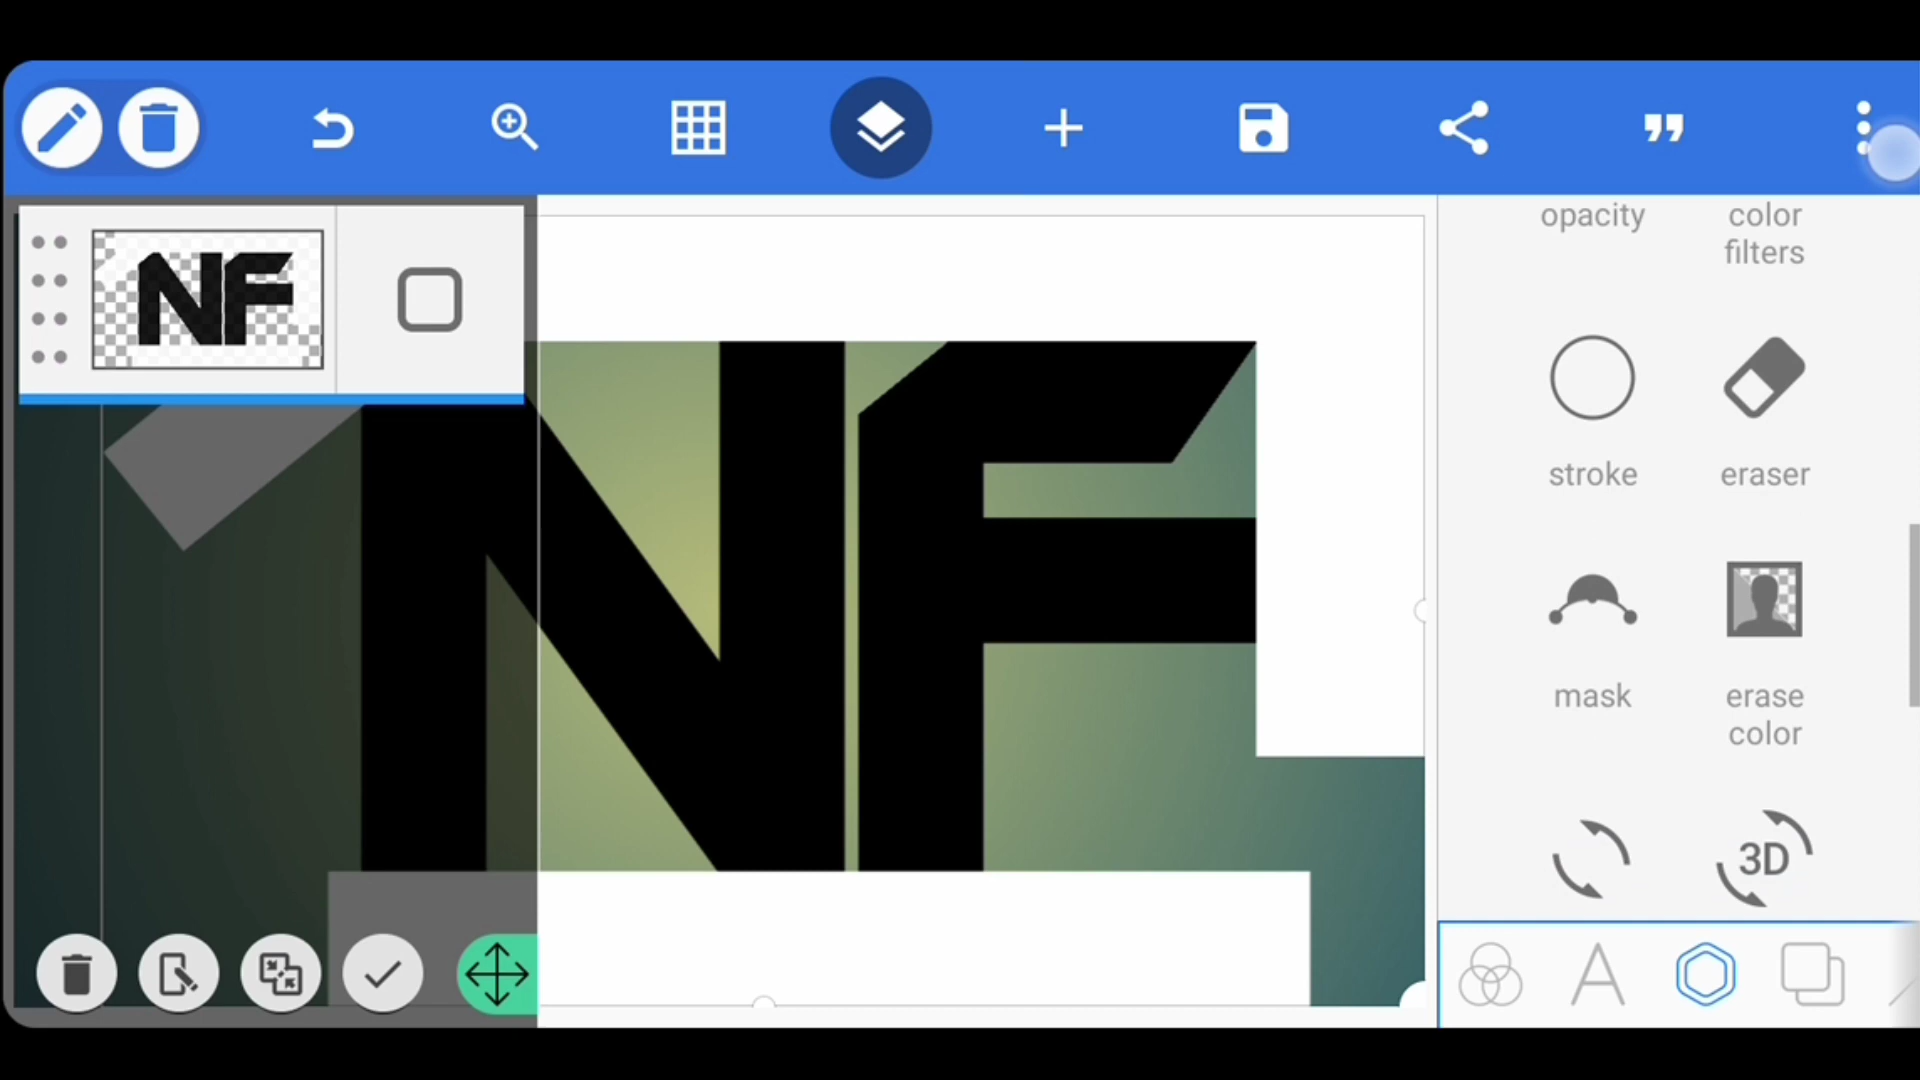 NF
opacity
color
filters
NF
stroke
eraser
mask
erase
color
3D
A